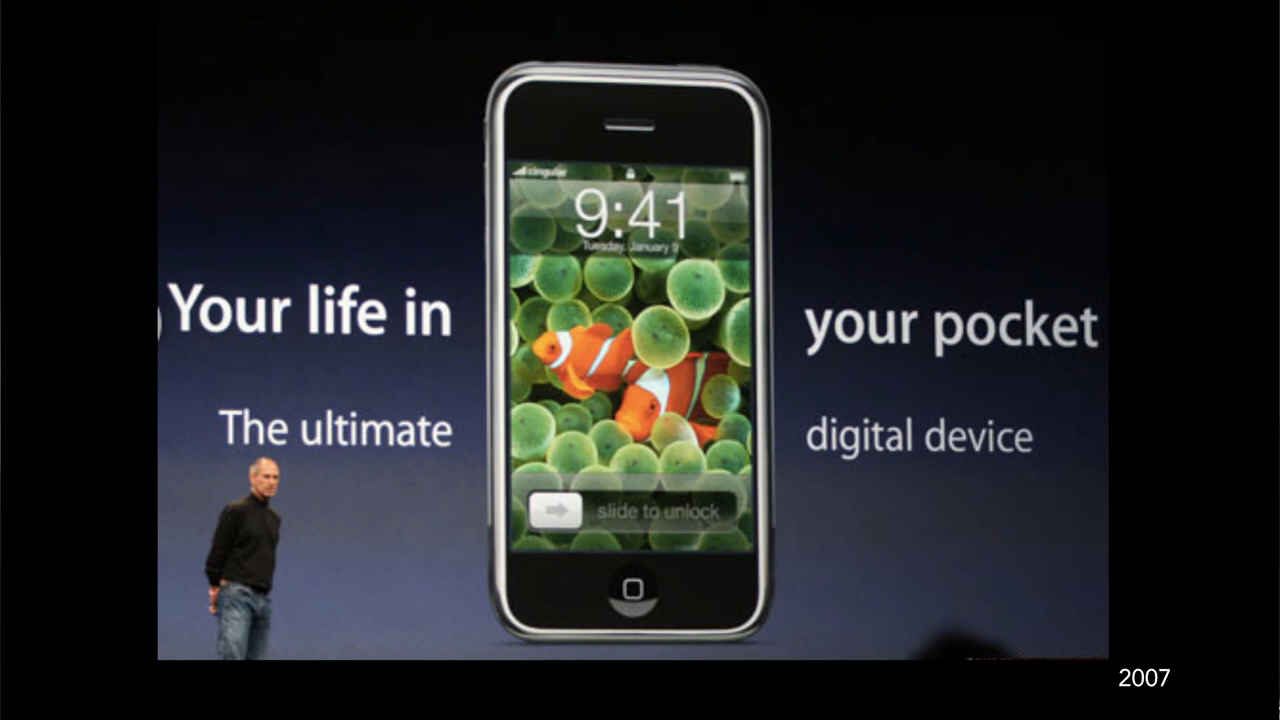 cingular
9:41
Tuesday, January 9
Your life in your pocket
The ultimate digital device
slide to unlock
2007